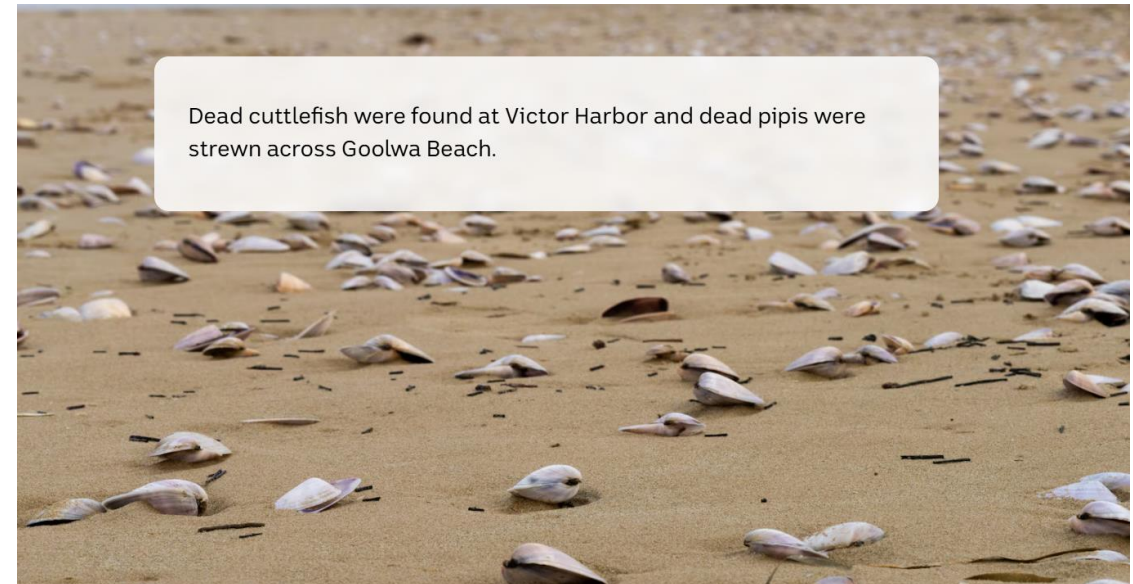 Dead cuttlefish were found at Victor Harbor and dead pipis were
strewn across Goolwa Beach.